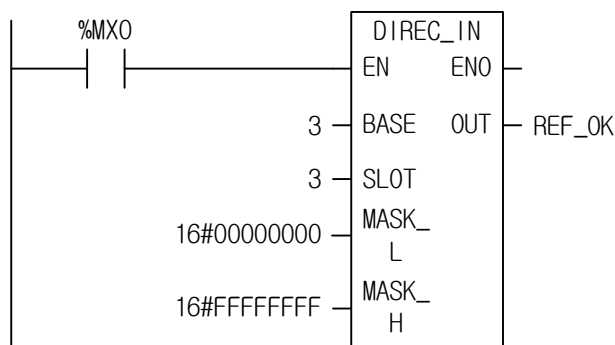 %MX0
DIREC_IN
EN ENO
3 BASE OUT REF_OK
3 SLOT
16#00000000 MASK_
L
16#FFFFFFFF MASK_
H